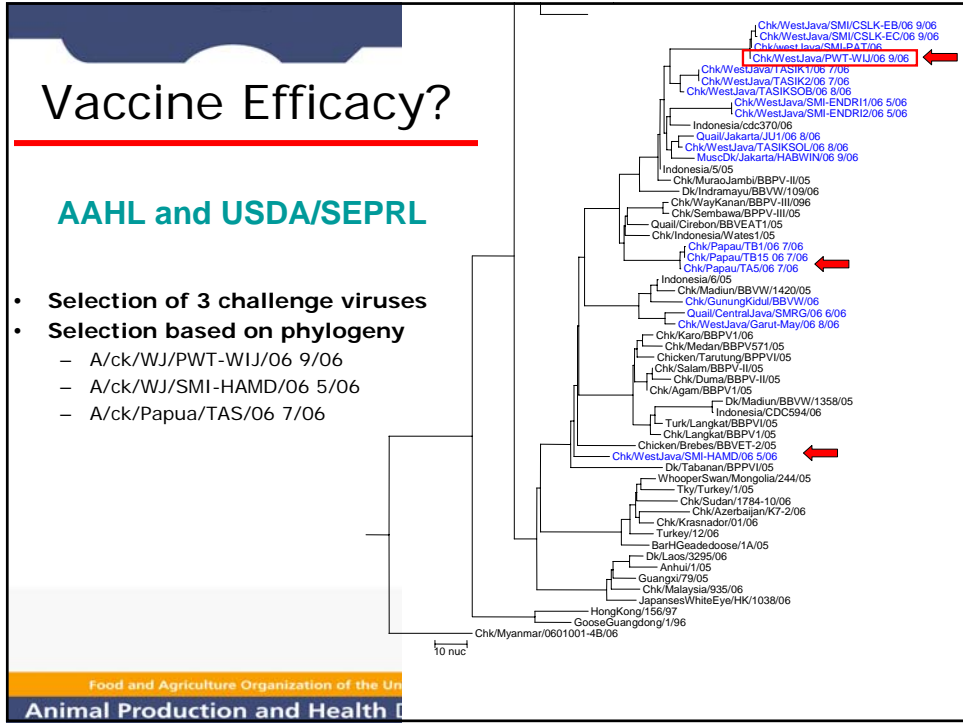 Vaccine Efficacy?
AAHL and USDA/SEPRL
• Selection of 3 challenge viruses
• Selection based on phylogeny
– A/ck/WJ/PWT-WIJ/06 9/06
– A/ck/WJ/SMI-HAMD/06 5/06
– A/ck/Papua/TAS/06 7/06
Chk/WestJava/SMI/CSLK-EB/06 9/06
Chk/WestJava/SMI/CSLK-EC/06 9/06
Chk/westJava/SMI-PAT/06
Chk/WestJava/PWT-WIJ/06 9/06
Chk/WestJava/TASIK1/06 7/06
Chk/WestJava/TASIK2/06 7/06
Chk/WestJava/TASIKSOB/06 8/06
Chk/WestJava/SMI-ENDRI1/06 5/06
Chk/WestJava/SMI-ENDRI2/06 5/06
Indonesia/cdc370/06
Quail/Jakarta/JU1/06 8/06
Chk/WestJava/TASIKSOL/06 8/06
MuscDk/Jakarta/HABWIN/06 9/06
Indonesia/5/05
Chk/MuraoJambi/BBPV-II/05
Dk/Indramayu/BBVW/109/06
Chk/WayKanan/BBPV-III/096
Chk/Sembawa/BPPV-III/05
Quail/Cirebon/BBVEAT1/05
Chk/Indonesia/Wates1/05
Chk/Papau/TB1/06 7/06
Chk/Papau/TB15 06 7/06
Chk/Papau/TA5/06 7/06
Indonesia/6/05
Chk/Madiun/BBVW/1420/05
Chk/GunungKidul/BBVW/06
Quail/CentralJava/SMRG/06 6/06
Chk/WestJava/Garut-May/06 8/06
Chk/Karo/BBPV1/06
Chk/Medan/BBPV571/05
Chicken/Tarutung/BPPVI/05
Chk/Salam/BBPV-II/05
Chk/Duma/BBPV-II/05
Chk/Agam/BBPV1/05
Dk/Madiun/BBVW/1358/05
Indonesia/CDC594/06
Turk/Langkat/BBPVI/05
Chk/Langkat/BBPV1/05
Chicken/Brebes/BBVET-2/05
Chk/WestJava/SMI-HAMD/06 5/06
Dk/Tabanan/BPPVI/05
WhooperSwan/Mongolia/244/05
Tky/Turkey/1/05
Chk/Sudan/1784-10/06
Chk/Azerbaijan/K7-2/06
Chk/Krasnador/01/06
Turkey/12/06
BarHGeadedoose/1A/05
Dk/Laos/3295/06
Anhui/1/05
Guangxi/79/05
Chk/Malaysia/935/06
JapansesWhiteEye/HK/1038/06
HongKong/156/97
GooseGuangdong/1/96
Chk/Myanmar/0601001-4B/06
10 nuc
Food and Agriculture Organization of the Un
Animal Production and Health